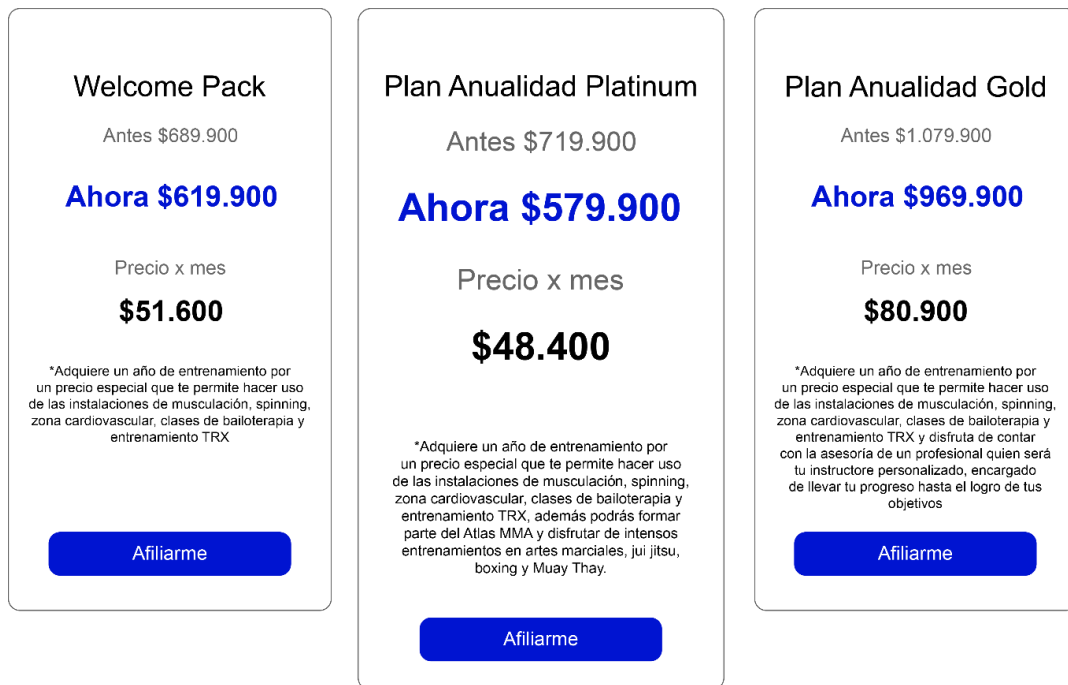 Welcome Pack
Antes $689.900
Ahora $619.900
Precio x mes
$51.600
*Adquiere un año de entrenamiento por
un precio especial que te permite hacer uso
de las instalaciones de musculación, spinning,
zona cardiovascular, clases de bailoterapia y
entrenamiento TRX
Afiliarme
Plan Anualidad Platinum
Antes $719.900
Ahora $579.900
Precio x mes
$48.400
*Adquiere un año de entrenamiento por
un precio especial que te permite hacer uso
de las instalaciones de musculación, spinning,
zona cardiovascular, clases de bailoterapia y
entrenamiento TRX, además podrás formar
parte del Atlas MMA y disfrutar de intensos
entrenamientos en artes marciales, jui jitsu,
boxing y Muay Thay.
Afiliarme
Plan Anualidad Gold
Antes $1.079.900
Ahora $969.900
Precio x mes
$80.900
*Adquiere un año de entrenamiento por
un precio especial que te permite hacer uso
de las instalaciones de musculación, spinning,
zona cardiovascular, clases de bailoterapia y
entrenamiento TRX y disfruta de contar
con la asesoría de un profesional quien será
tu instructore personalizado, encargado
de llevar tu progreso hasta el logro de tus
objetivos
Afiliarme